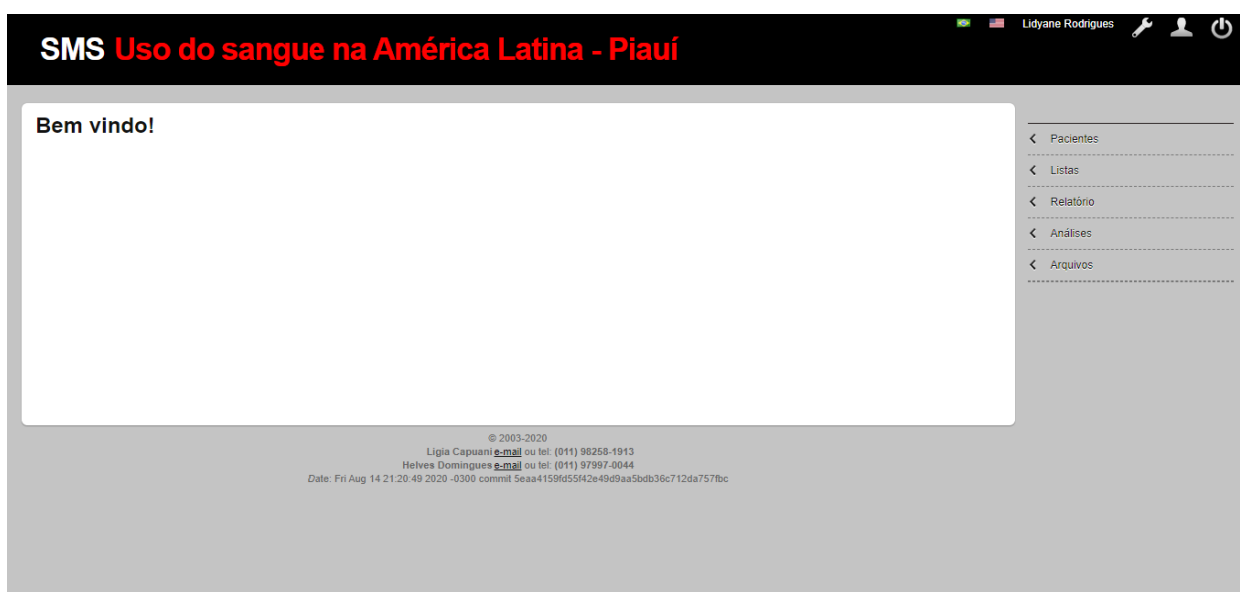 SMS Uso do sangue na América Latina - Piauí
Lidyane Rodrigues
Bem vindo!
Pacientes
Listas
Relatório
Análises
Arquivos
© 2003-2020
Ligia Capuani e-mail ou tel: (011) 98258-1913
Helves Domingues e-mail ou tel: (011) 97997-0044
Date: Fri Aug 14 21:20:49 2020 -0300 commit 5eaa4159fd55f42e49d9aa5bdb36c712da757fbc